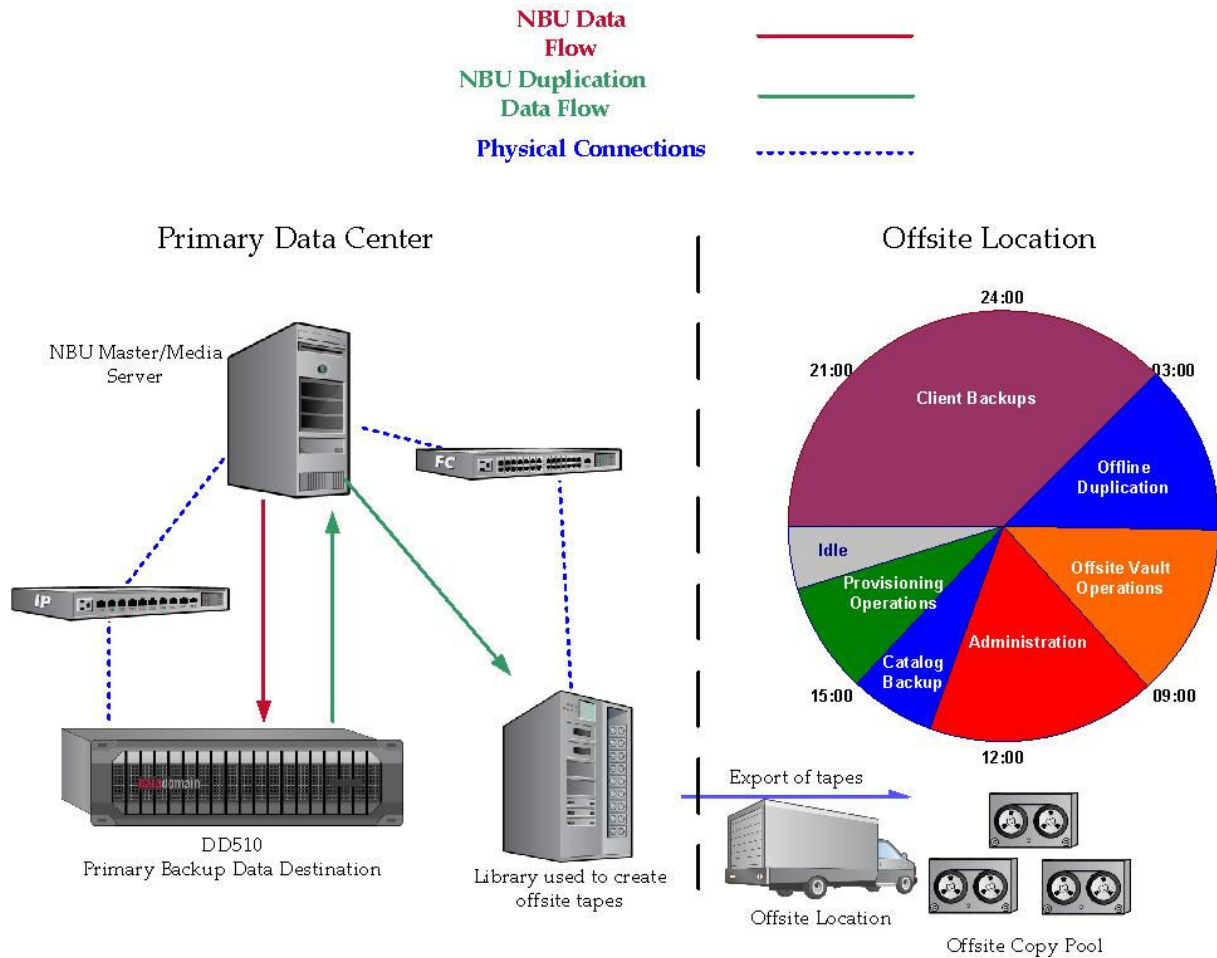 NBU Data
Flow
NBU Duplication
Data Flow
Physical Connections
Primary Data Center
Offsite Location
NBU Master/Media
Server
FC
IP
datadomain
DD510
Primary Backup Data Destination
Library used to create
offsite tapes
24:00
21:00
03:00
Client Backups
Offline
Duplication
Idle
Offsite Vault
Operations
Provisioning
Operations
Administration
Catalog
Backup
15:00
09:00
12:00
Export of tapes
Offsite Location
Offsite Copy Pool